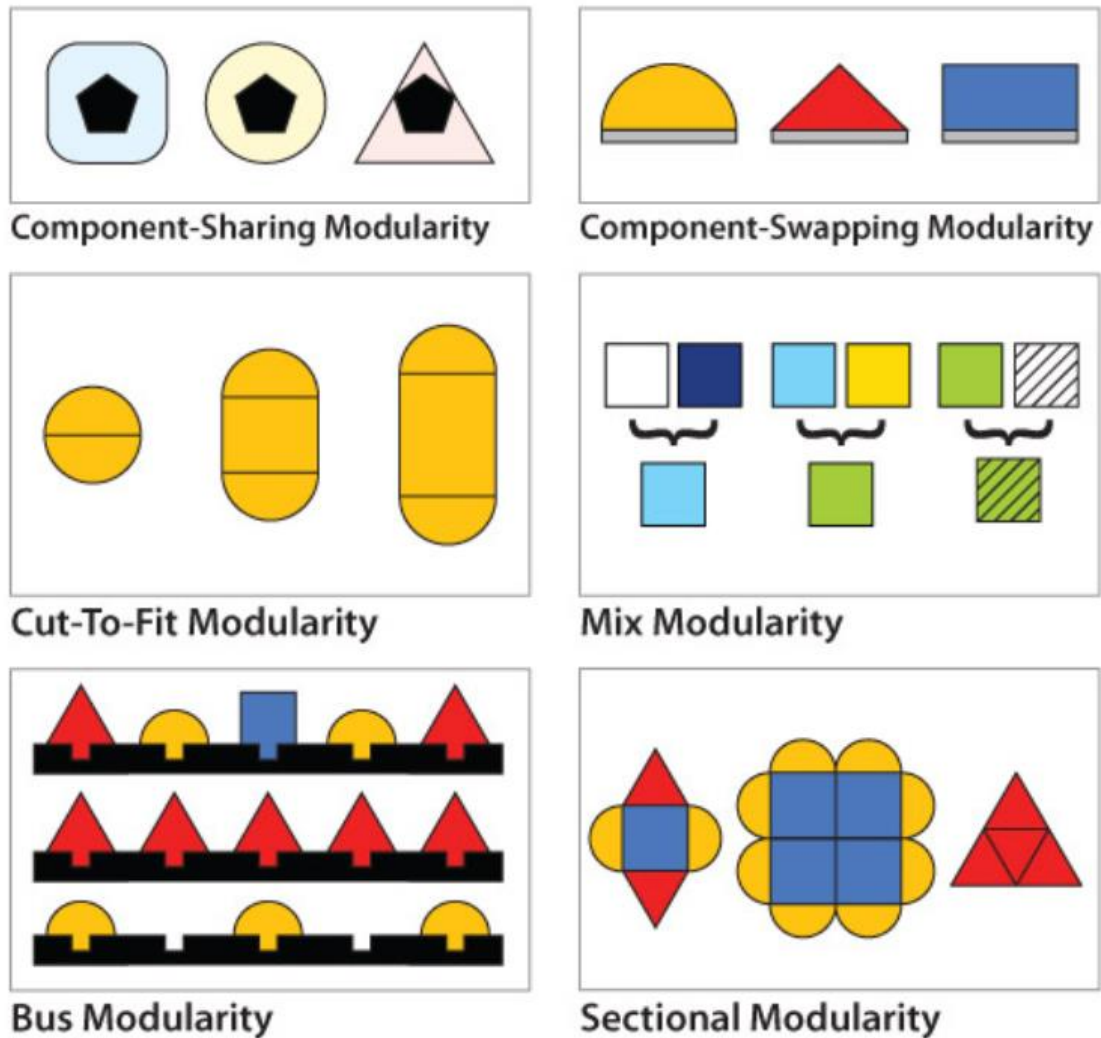 Component-Sharing Modularity
Component-Swapping Modularity
Cut-To-Fit Modularity
Mix Modularity
Bus Modularity
Sectional Modularity